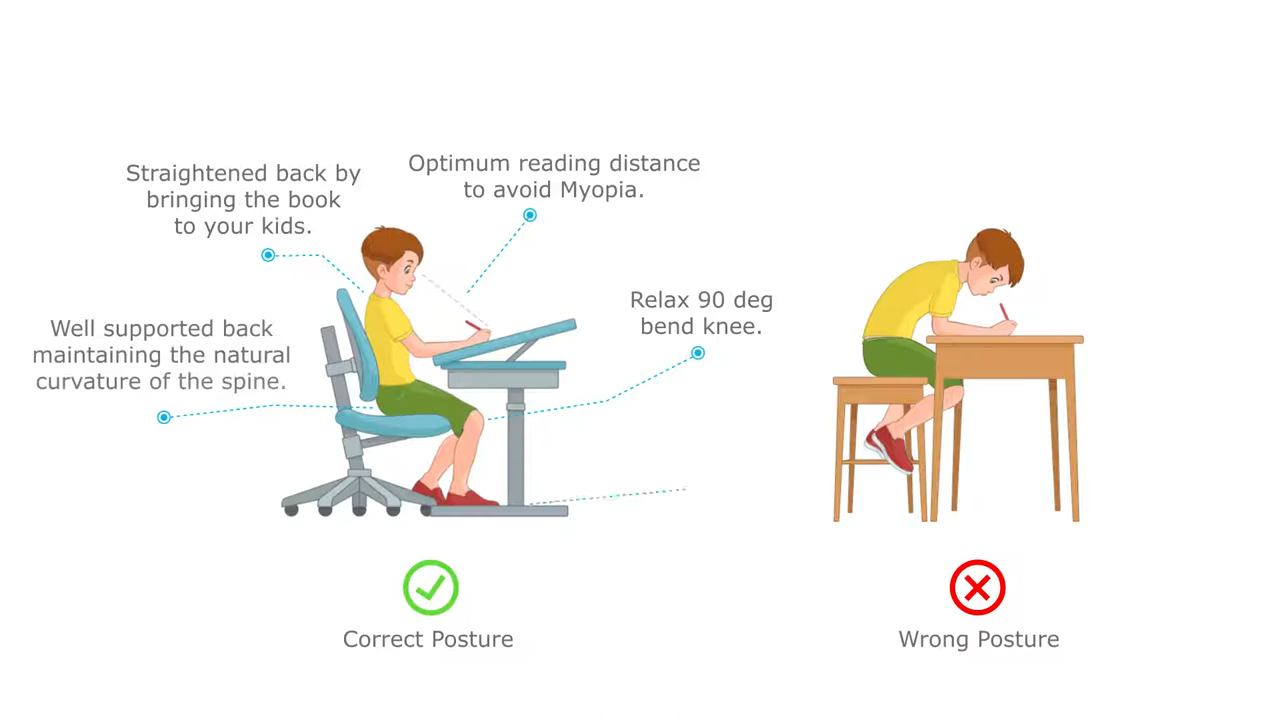 Straightened back by
bringing the book
to your kids.
Optimum reading distance
to avoid Myopia.
Well supported back
maintaining the natural
curvature of the spine.
Relax 90 deg
bend knee.
Correct Posture
Wrong Posture